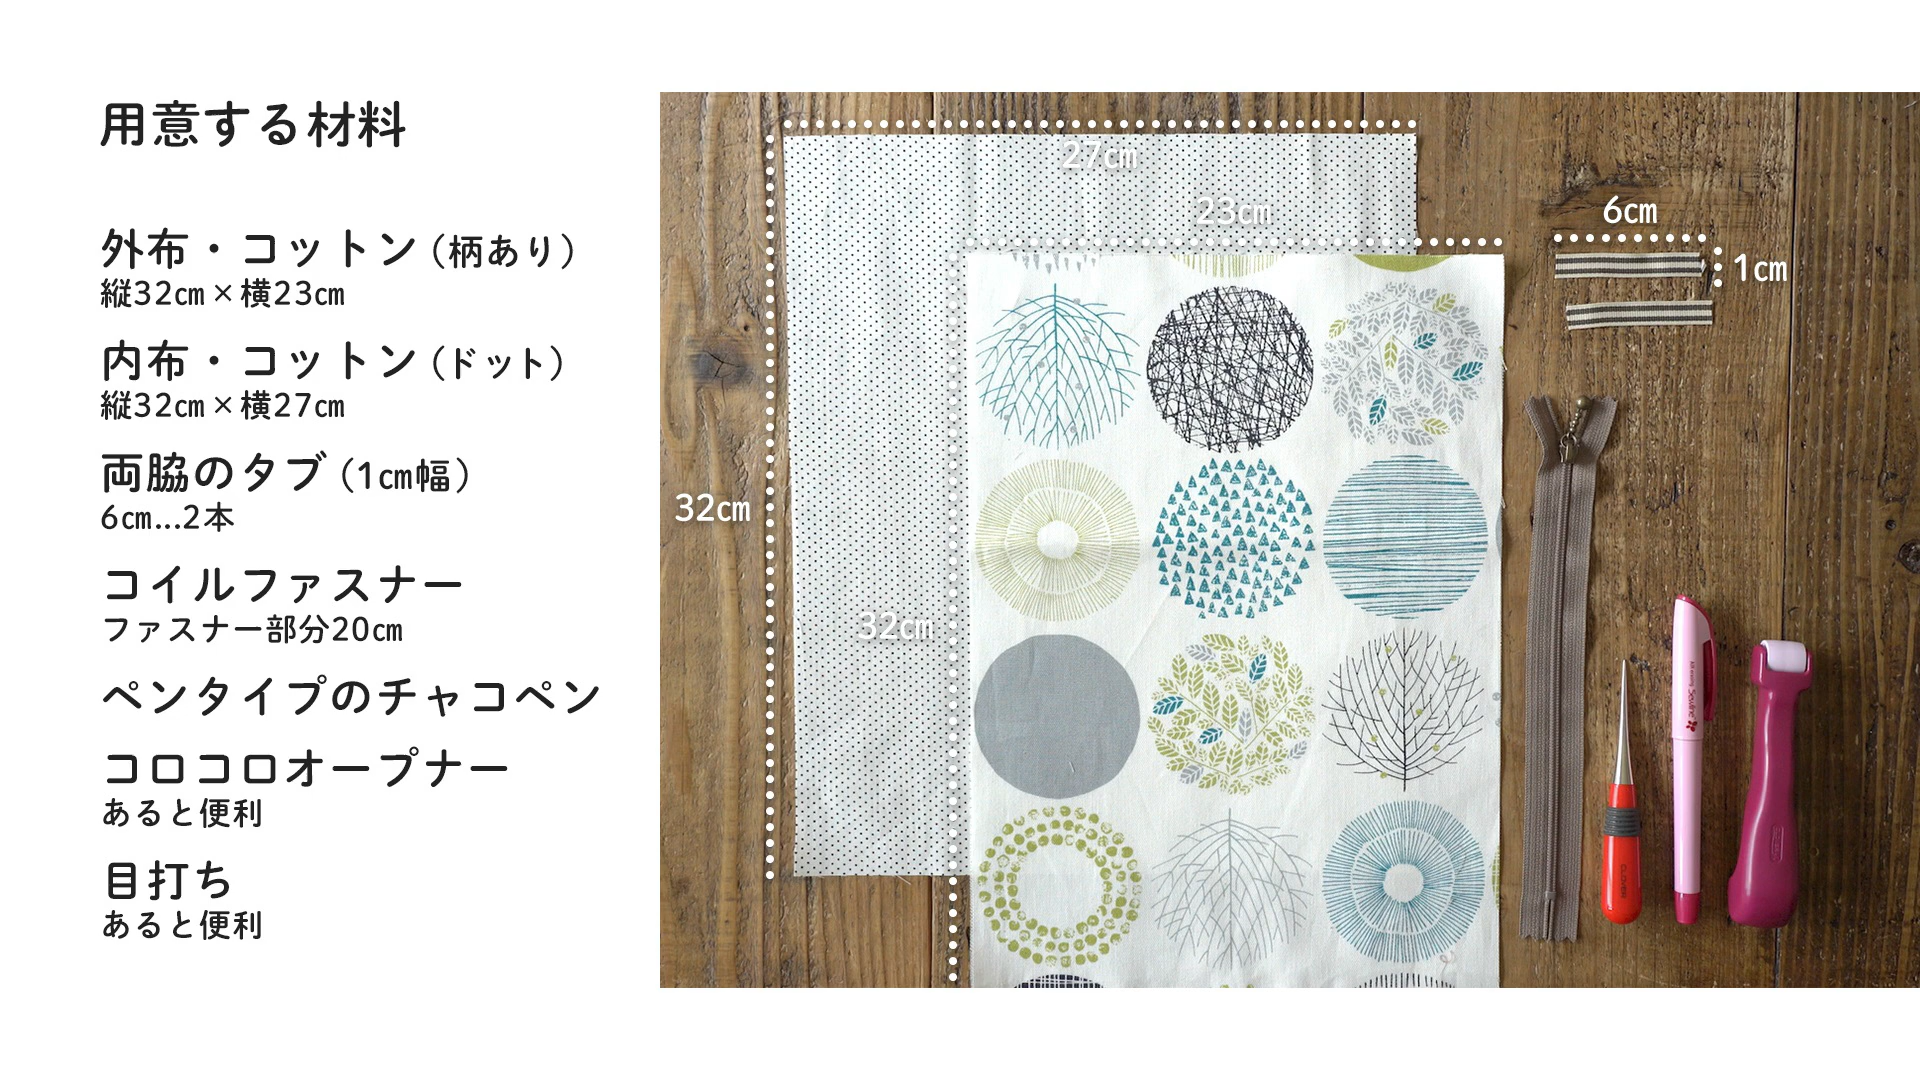 用意する材料
外布・コットン（柄あり）
縦32㎝×横23㎝
内布・コットン（ドット）
縦32㎝×横27㎝
両脇のタブ（1㎝幅）
6㎝…2本
コイルファスナー
ファスナー部分20㎝
ペンタイプのチャコペン
コロコロオープナー
あると便利
目打ち
あると便利
27㎝
23㎝
6㎝
1㎝
32㎝
32㎝